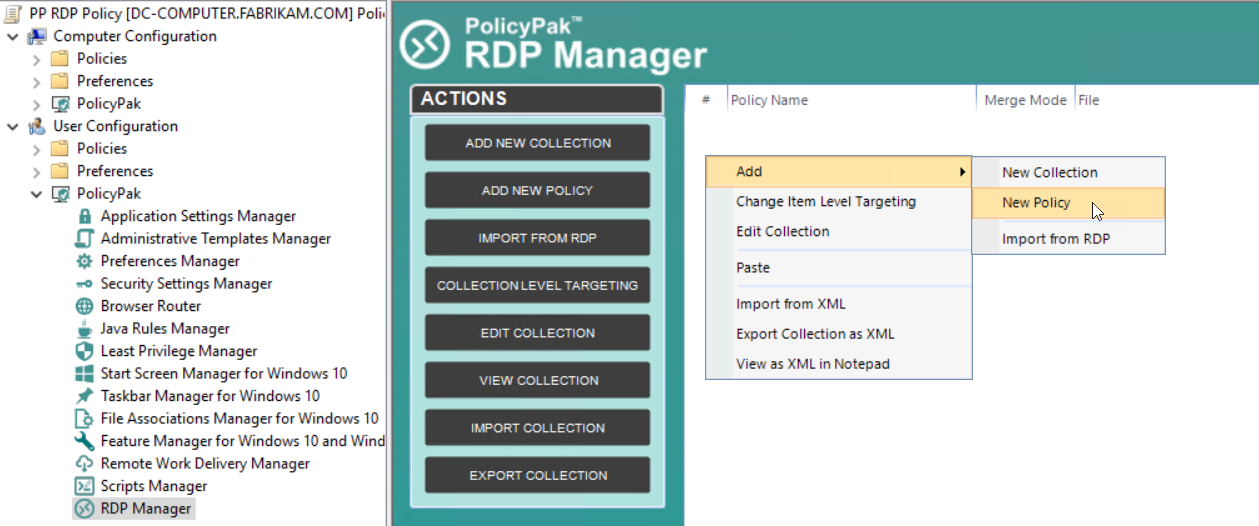 PP RDP Policy [DC-COMPUTER.FABRIKAM.COM] Poli
Computer Configuration
Policies
Preferences
PolicyPak
User Configuration
Policies
Preferences
PolicyPak
Application Settings Manager
Administrative Templates Manager
Preferences Manager
Security Settings Manager
Browser Router
Java Rules Manager
Least Privilege Manager
Start Screen Manager for Windows 10
Taskbar Manager for Windows 10
File Associations Manager for Windows 10
Feature Manager for Windows 10 and Wind
Remote Work Delivery Manager
Scripts Manager
RDP Manager
PolicyPak™
RDP Manager
ACTIONS
ADD NEW COLLECTION
ADD NEW POLICY
IMPORT FROM RDP
COLLECTION LEVEL TARGETING
EDIT COLLECTION
VIEW COLLECTION
IMPORT COLLECTION
EXPORT COLLECTION
# Policy Name Merge Mode File
Add
Change Item Level Targeting
Edit Collection
Paste
Import from XML
Export Collection as XML
View as XML in Notepad
New Collection
New Policy
Import from RDP